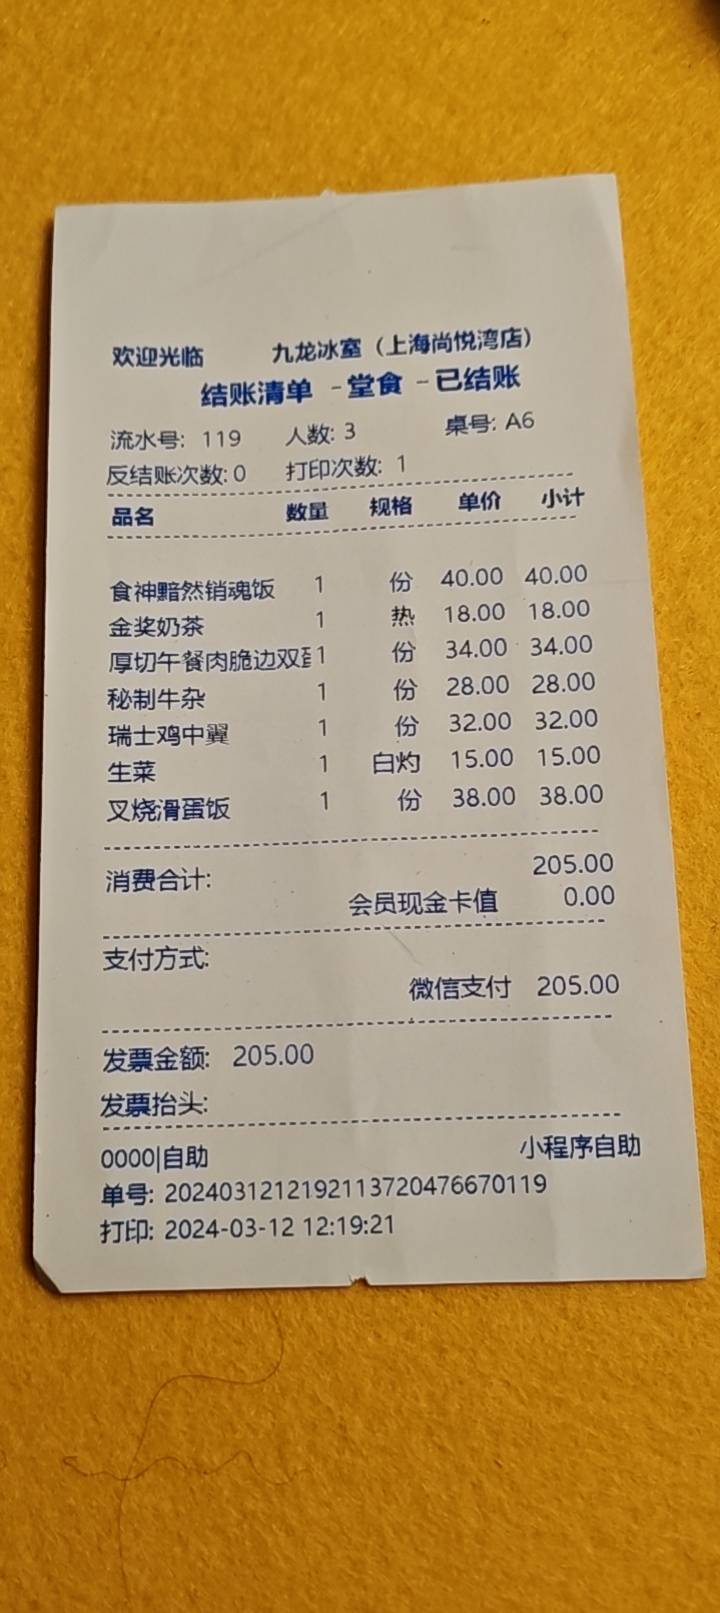 欢迎光临 九龙冰室（上海尚悦湾店）
结账清单 -堂食 -已结账
流水号: 119 人数: 3 桌号: A6
反结账次数: 0 打印次数: 1
品名 数量 规格 单价 小计
食神黯然销魂饭 1 份 40.00 40.00
金奖奶茶 1 热 18.00 18.00
厚切午餐肉脆边双蛋 1 份 34.00 34.00
秘制牛杂 1 份 28.00 28.00
瑞士鸡中翼 1 份 32.00 32.00
生菜 1 白灼 15.00 15.00
叉烧滑蛋饭 1 份 38.00 38.00
消费合计: 205.00
会员现金卡值 0.00
支付方式:
微信支付 205.00
发票金额: 205.00
发票抬头:
0000|自助 小程序自助
单号: 2024031212192113720476670119
打印: 2024-03-12 12:19:21